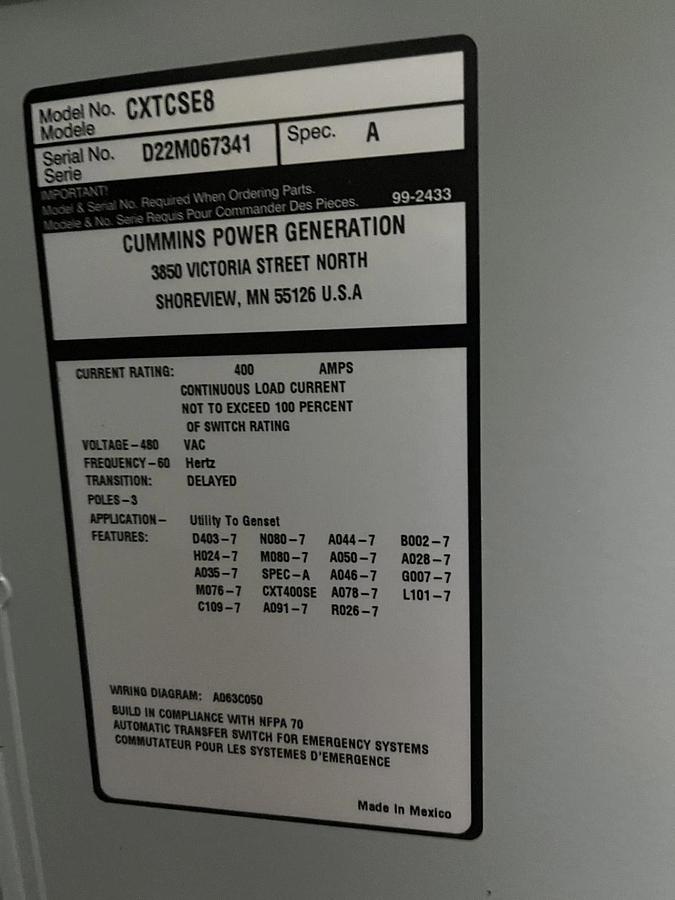 Model No. CXTCSE8
Modele
Serial No. D22M067341 Spec. A
Serie
IMPORTANT!
Model & Serial No. Required When Ordering Parts.
Modele & No. Serie Requis Pour Commander Des Pieces. 99-2433
CUMMINS POWER GENERATION
3850 VICTORIA STREET NORTH
SHOREVIEW, MN 55126 U.S.A
CURRENT RATING: 400 AMPS
CONTINUOUS LOAD CURRENT
NOT TO EXCEED 100 PERCENT
OF SWITCH RATING
VOLTAGE-480 VAC
FREQUENCY-60 Hertz
TRANSITION: DELAYED
POLES-3
APPLICATION- Utility To Genset
FEATURES: D403-7 N080-7 A044-7 B002-7
H024-7 M080-7 A050-7 A028-7
A035-7 SPEC-A A046-7 G007-7
M076-7 CXT400SE A078-7 L101-7
C109-7 A091-7 R026-7
WIRING DIAGRAM: A063C050
BUILD IN COMPLIANCE WITH NFPA 70
AUTOMATIC TRANSFER SWITCH FOR EMERGENCY SYSTEMS
COMMUTATEUR POUR LES SYSTEMES D'EMERGENCE
Made In Mexico